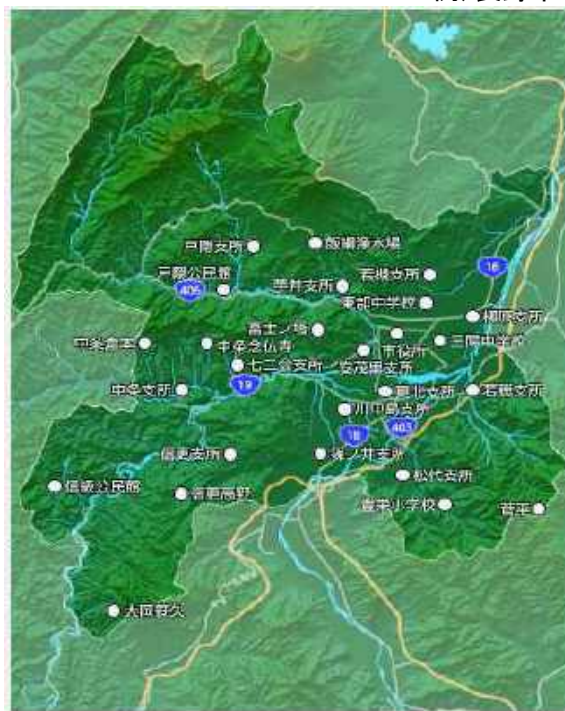 戸隠支所
飯綱浄水場
戸隠公民館
芋井支所
若槻支所
18
406
東部中学校
柳原支所
富士ノ塔
中条倉本
中条念仏寺
市役所
三陽中学校
七二会支所
安茂里支所
19
中条支所
更北支所
若穂支所
川中島支所
18
403
信更支所
篠ノ井支所
松代支所
信級公民館
信更高野
豊栄小学校
菅平